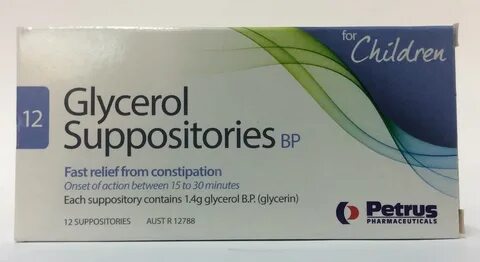 for
Children
12
Glycerol
Suppositories BP
Fast relief from constipation
Onset of action between 15 to 30 minutes
Each suppository contains 1.4g glycerol B.P. (glycerin)
12 SUPPOSITORIES AUST R 12788
Petrus
PHARMACEUTICALS